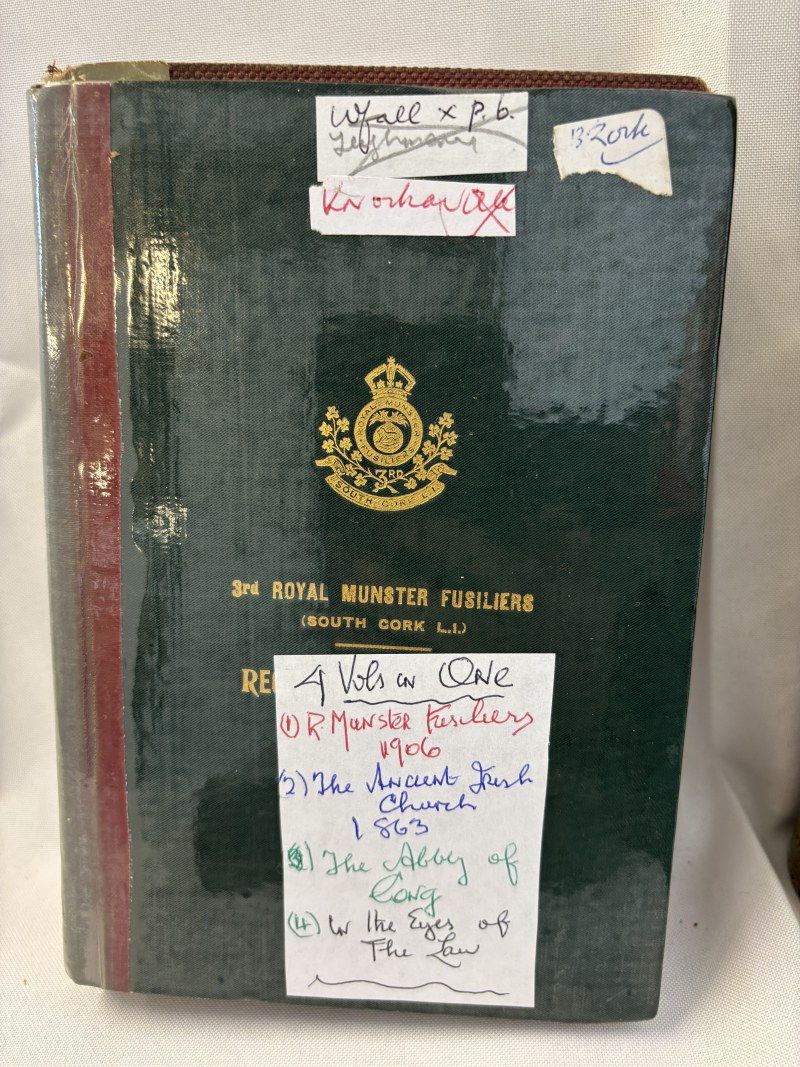 Wfall x P.b.
B Zork
Knockaval
ROYAL MUNSTER
FUSILIERS
3RD
SOUTH CORK L.I.
3rd ROYAL MUNSTER FUSILIERS
(SOUTH CORK L.I.)
REC
4 Vols in ONE
(1) R. MUNSTER Fusiliers
1906
(2) The ANCIENT Irish
Church
1863
(3) The Abbey of
Cong
(4) IN the Eyes of
The Law